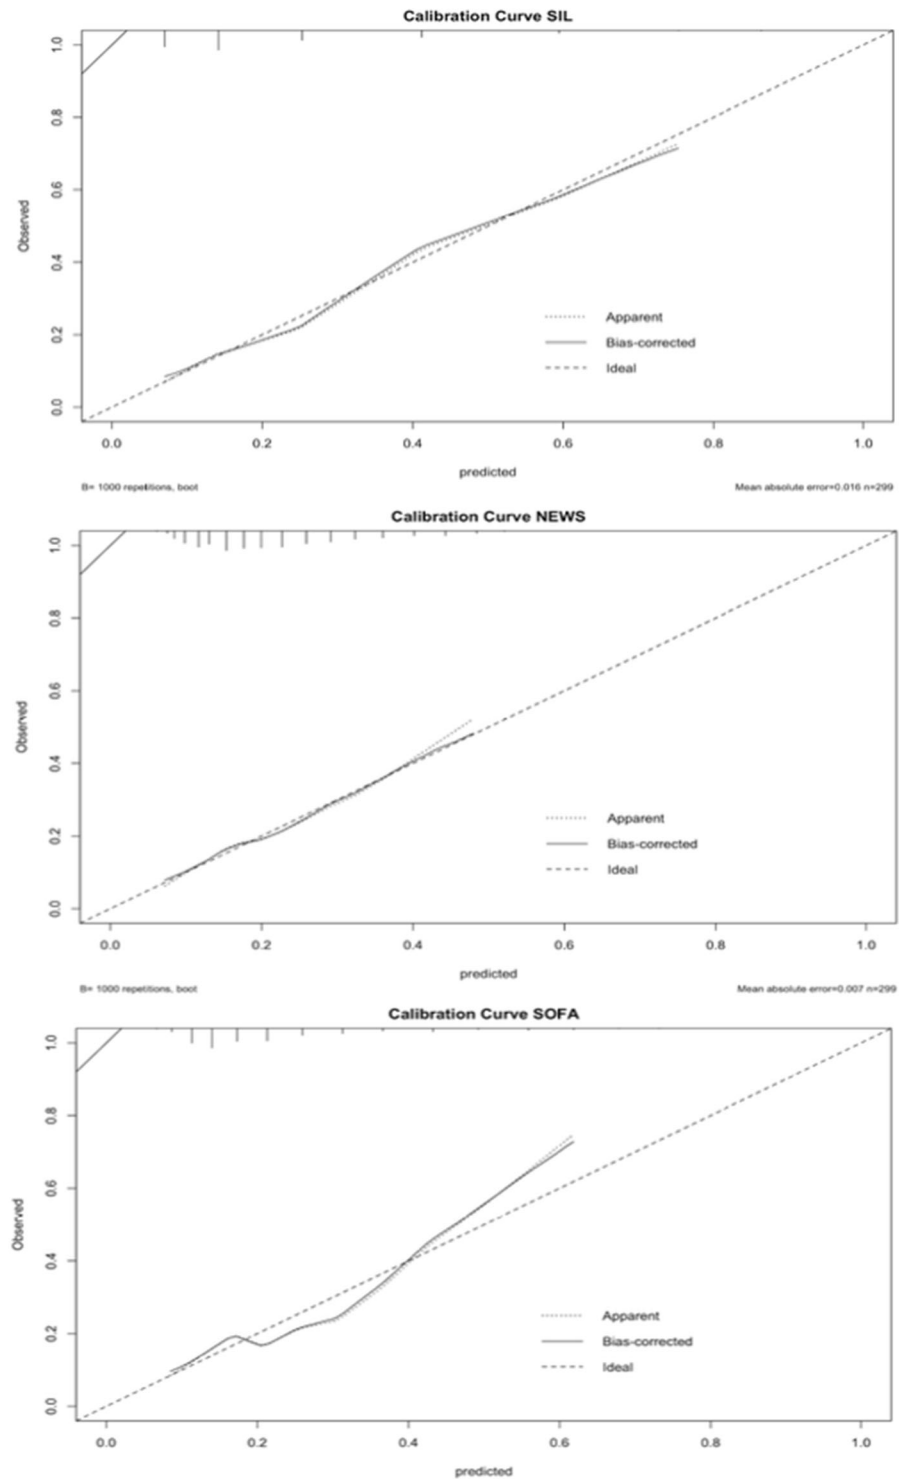 Calibration Curve SIL
1.0
0.8
0.6
0.4
0.2
0.0
Observed
Apparent
Bias-corrected
Ideal
0.0 0.2 0.4 0.6 0.8 1.0
predicted
B= 1000 repetitions, boot Mean absolute error=0.016 n=299
Calibration Curve NEWS
1.0
0.8
0.6
0.4
0.2
0.0
Observed
Apparent
Bias-corrected
Ideal
0.0 0.2 0.4 0.6 0.8 1.0
predicted
B= 1000 repetitions, boot Mean absolute error=0.007 n=299
Calibration Curve SOFA
1.0
0.8
0.6
0.4
0.2
0.0
Observed
Apparent
Bias-corrected
Ideal
0.0 0.2 0.4 0.6 0.8 1.0
predicted